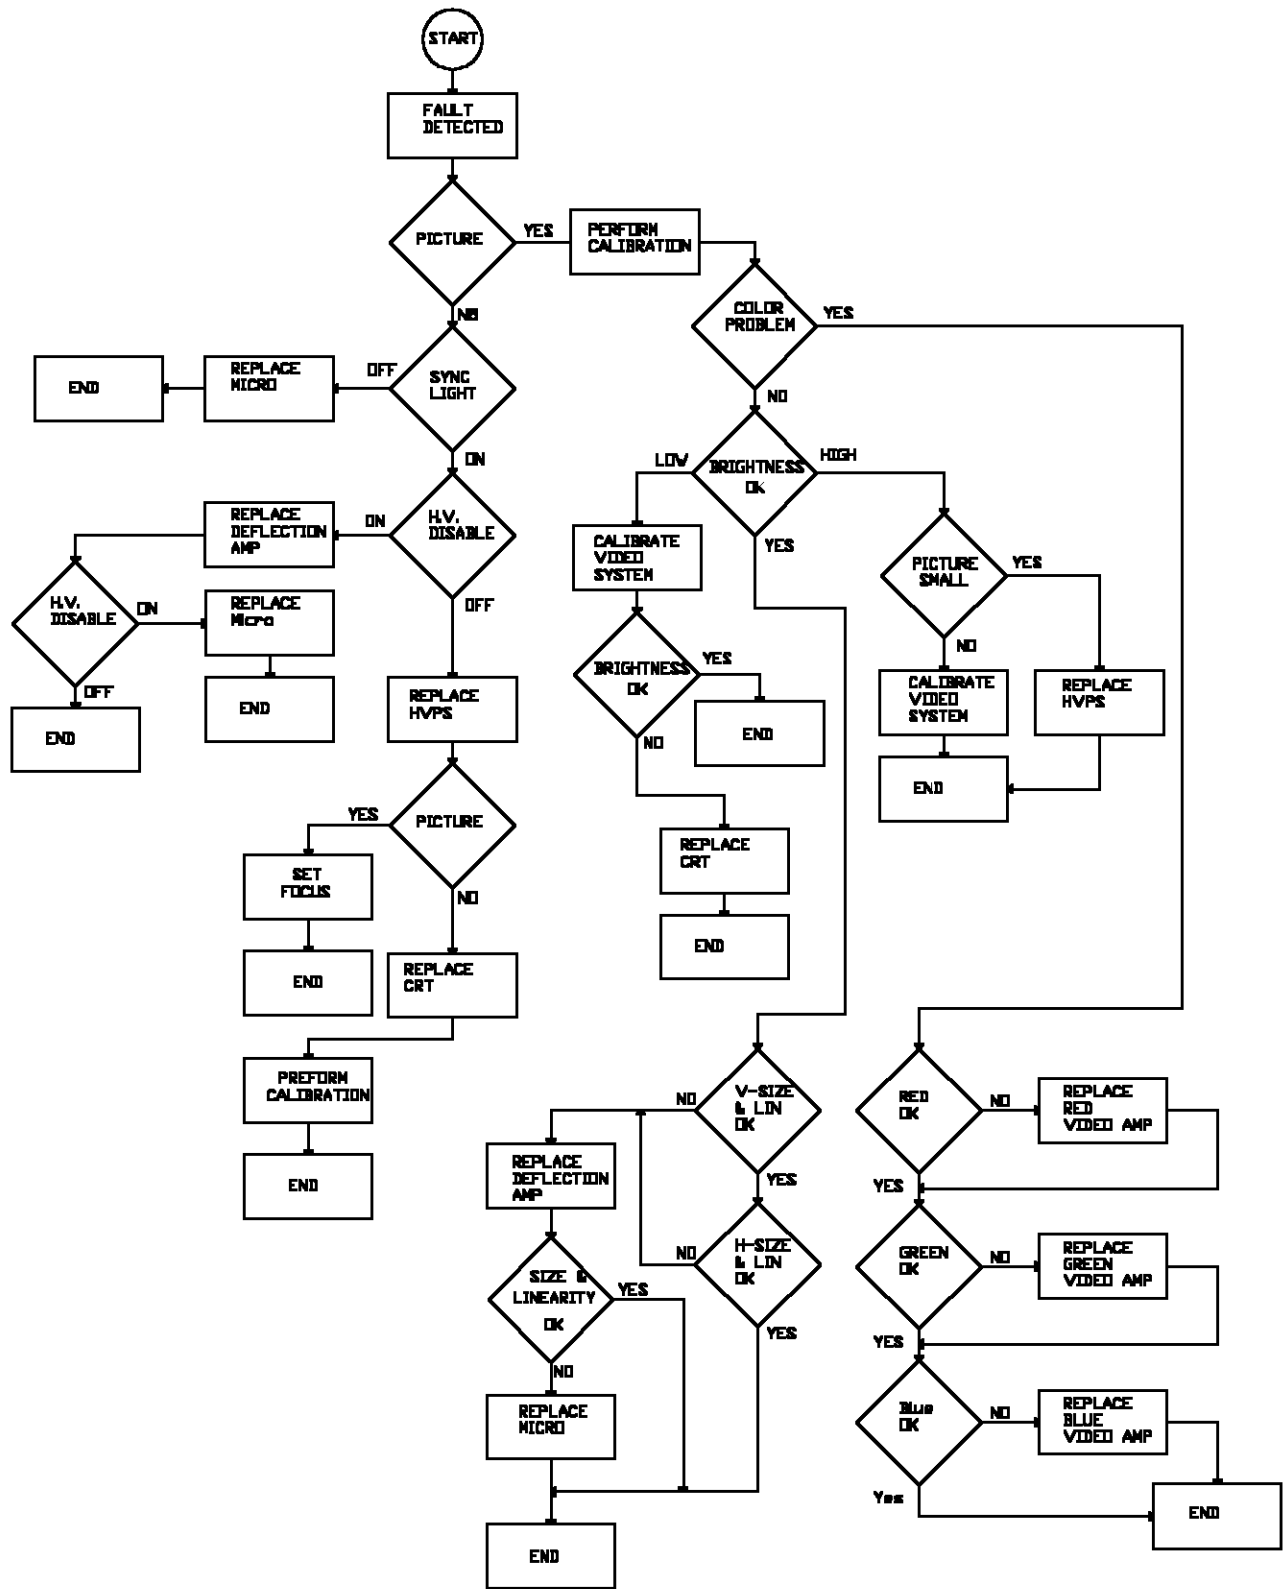 START
FAULT
DETECTED
PICTURE
YES
PERFORM
CALIBRATION
NO
COLOR
PROBLEM
YES
SYNC
LIGHT
OFF
REPLACE
MICRO
END
ON
NO
BRIGHTNESS
OK
LOW
HIGH
YES
H.V.
DISABLE
ON
REPLACE
DEFLECTION
AMP
CALIBRATE
VIDEO
SYSTEM
PICTURE
SMALL
YES
H.V.
DISABLE
ON
REPLACE
Micro
OFF
NO
BRIGHTNESS
OK
YES
OFF
END
END
REPLACE
HVPS
CALIBRATE
VIDEO
SYSTEM
REPLACE
HVPS
NO
END
END
PICTURE
YES
NO
SET
FOCUS
REPLACE
CRT
END
END
REPLACE
CRT
PREFORM
CALIBRATION
END
V-SIZE
& LIN
OK
NO
YES
RED
OK
NO
REPLACE
RED
VIDEO AMP
YES
REPLACE
DEFLECTION
AMP
H-SIZE
& LIN
OK
NO
YES
GREEN
OK
NO
REPLACE
GREEN
VIDEO AMP
YES
SIZE &
LINEARITY
OK
YES
NO
REPLACE
MICRO
Blue
OK
NO
REPLACE
BLUE
VIDEO AMP
Yes
END
END